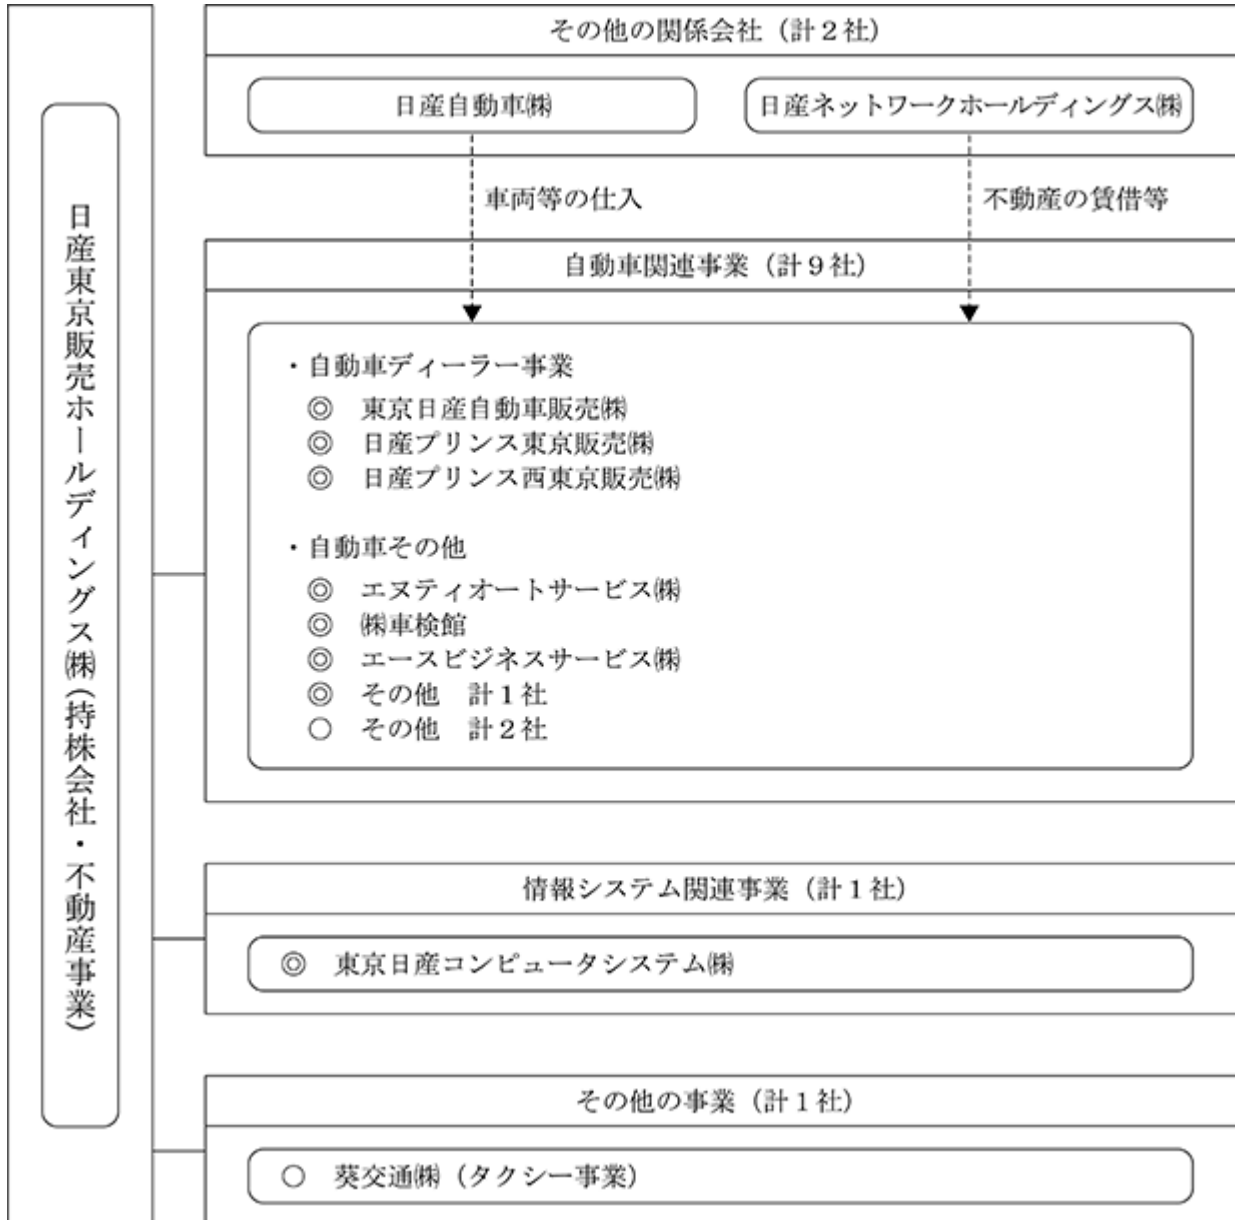 日産東京販売ホールディングス㈱(持株会社・不動産事業)
その他の関係会社（計２社）
日産自動車㈱
日産ネットワークホールディングス㈱
車両等の仕入
不動産の賃借等
自動車関連事業（計９社）
・自動車ディーラー事業
◎ 東京日産自動車販売㈱
◎ 日産プリンス東京販売㈱
◎ 日産プリンス西東京販売㈱
・自動車その他
◎ エヌティオートサービス㈱
◎ ㈱車検館
◎ エースビジネスサービス㈱
◎ その他　計１社
○ その他　計２社
情報システム関連事業（計１社）
◎ 東京日産コンピュータシステム㈱
その他の事業（計１社）
○ 葵交通㈱（タクシー事業）